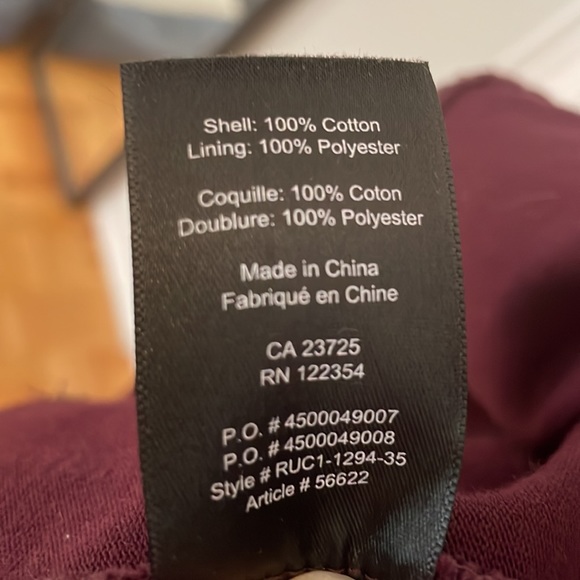 Shell: 100% Cotton
Lining: 100% Polyester
Coquille: 100% Coton
Doublure: 100% Polyester
Made in China
Fabriqué en Chine
CA 23725
RN 122354
P.O. # 4500049007
P.O. # 4500049008
Style # RUC1-1294-35
Article # 56622